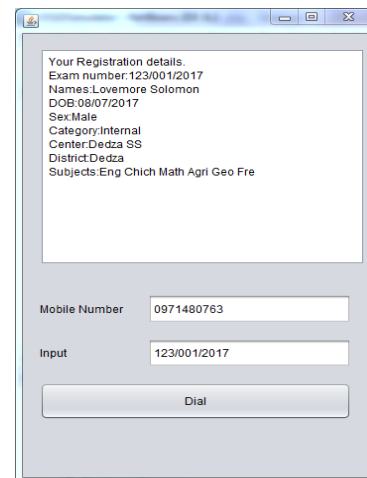 Your Registration details.
Exam number:123/001/2017
Names:Lovemore Solomon
DOB:08/07/2017
Sex:Male
Category:Internal
Center:Dedza SS
District:Dedza
Subjects:Eng Chich Math Agri Geo Fre
Mobile Number 0971480763
Input 123/001/2017
Dial